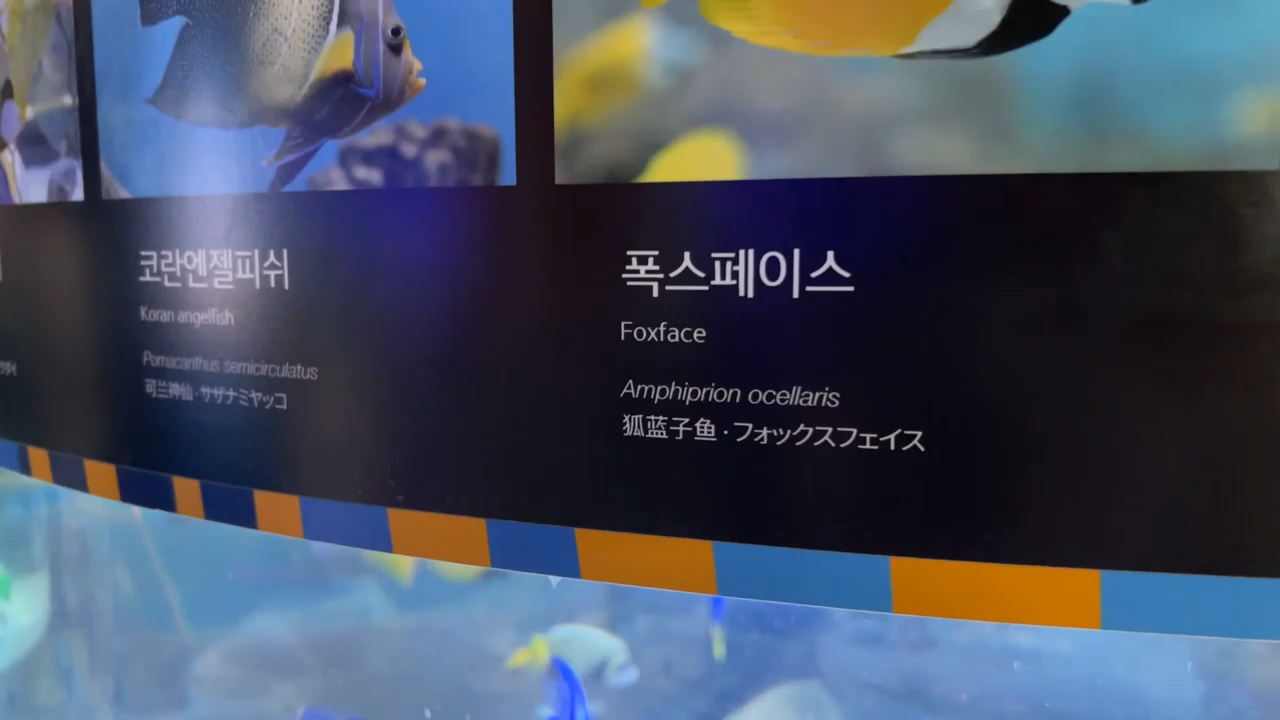 코란엔젤피쉬
Koran angelfish
Pomacanthus semicirculatus
可兰神仙·サザナミヤッコ
폭스페이스
Foxface
Amphiprion ocellaris
狐蓝子鱼·フォックスフェイス